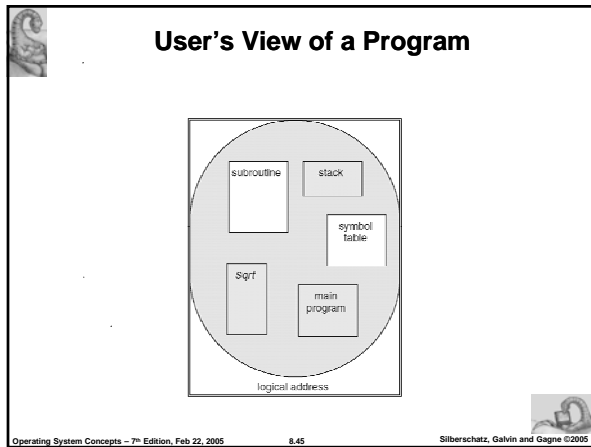 User's View of a Program
subroutine
stack
symbol
table
Sqrt
main
program
logical address
Operating System Concepts – 7th Edition, Feb 22, 2005
8.45
Silberschatz, Galvin and Gagne ©2005